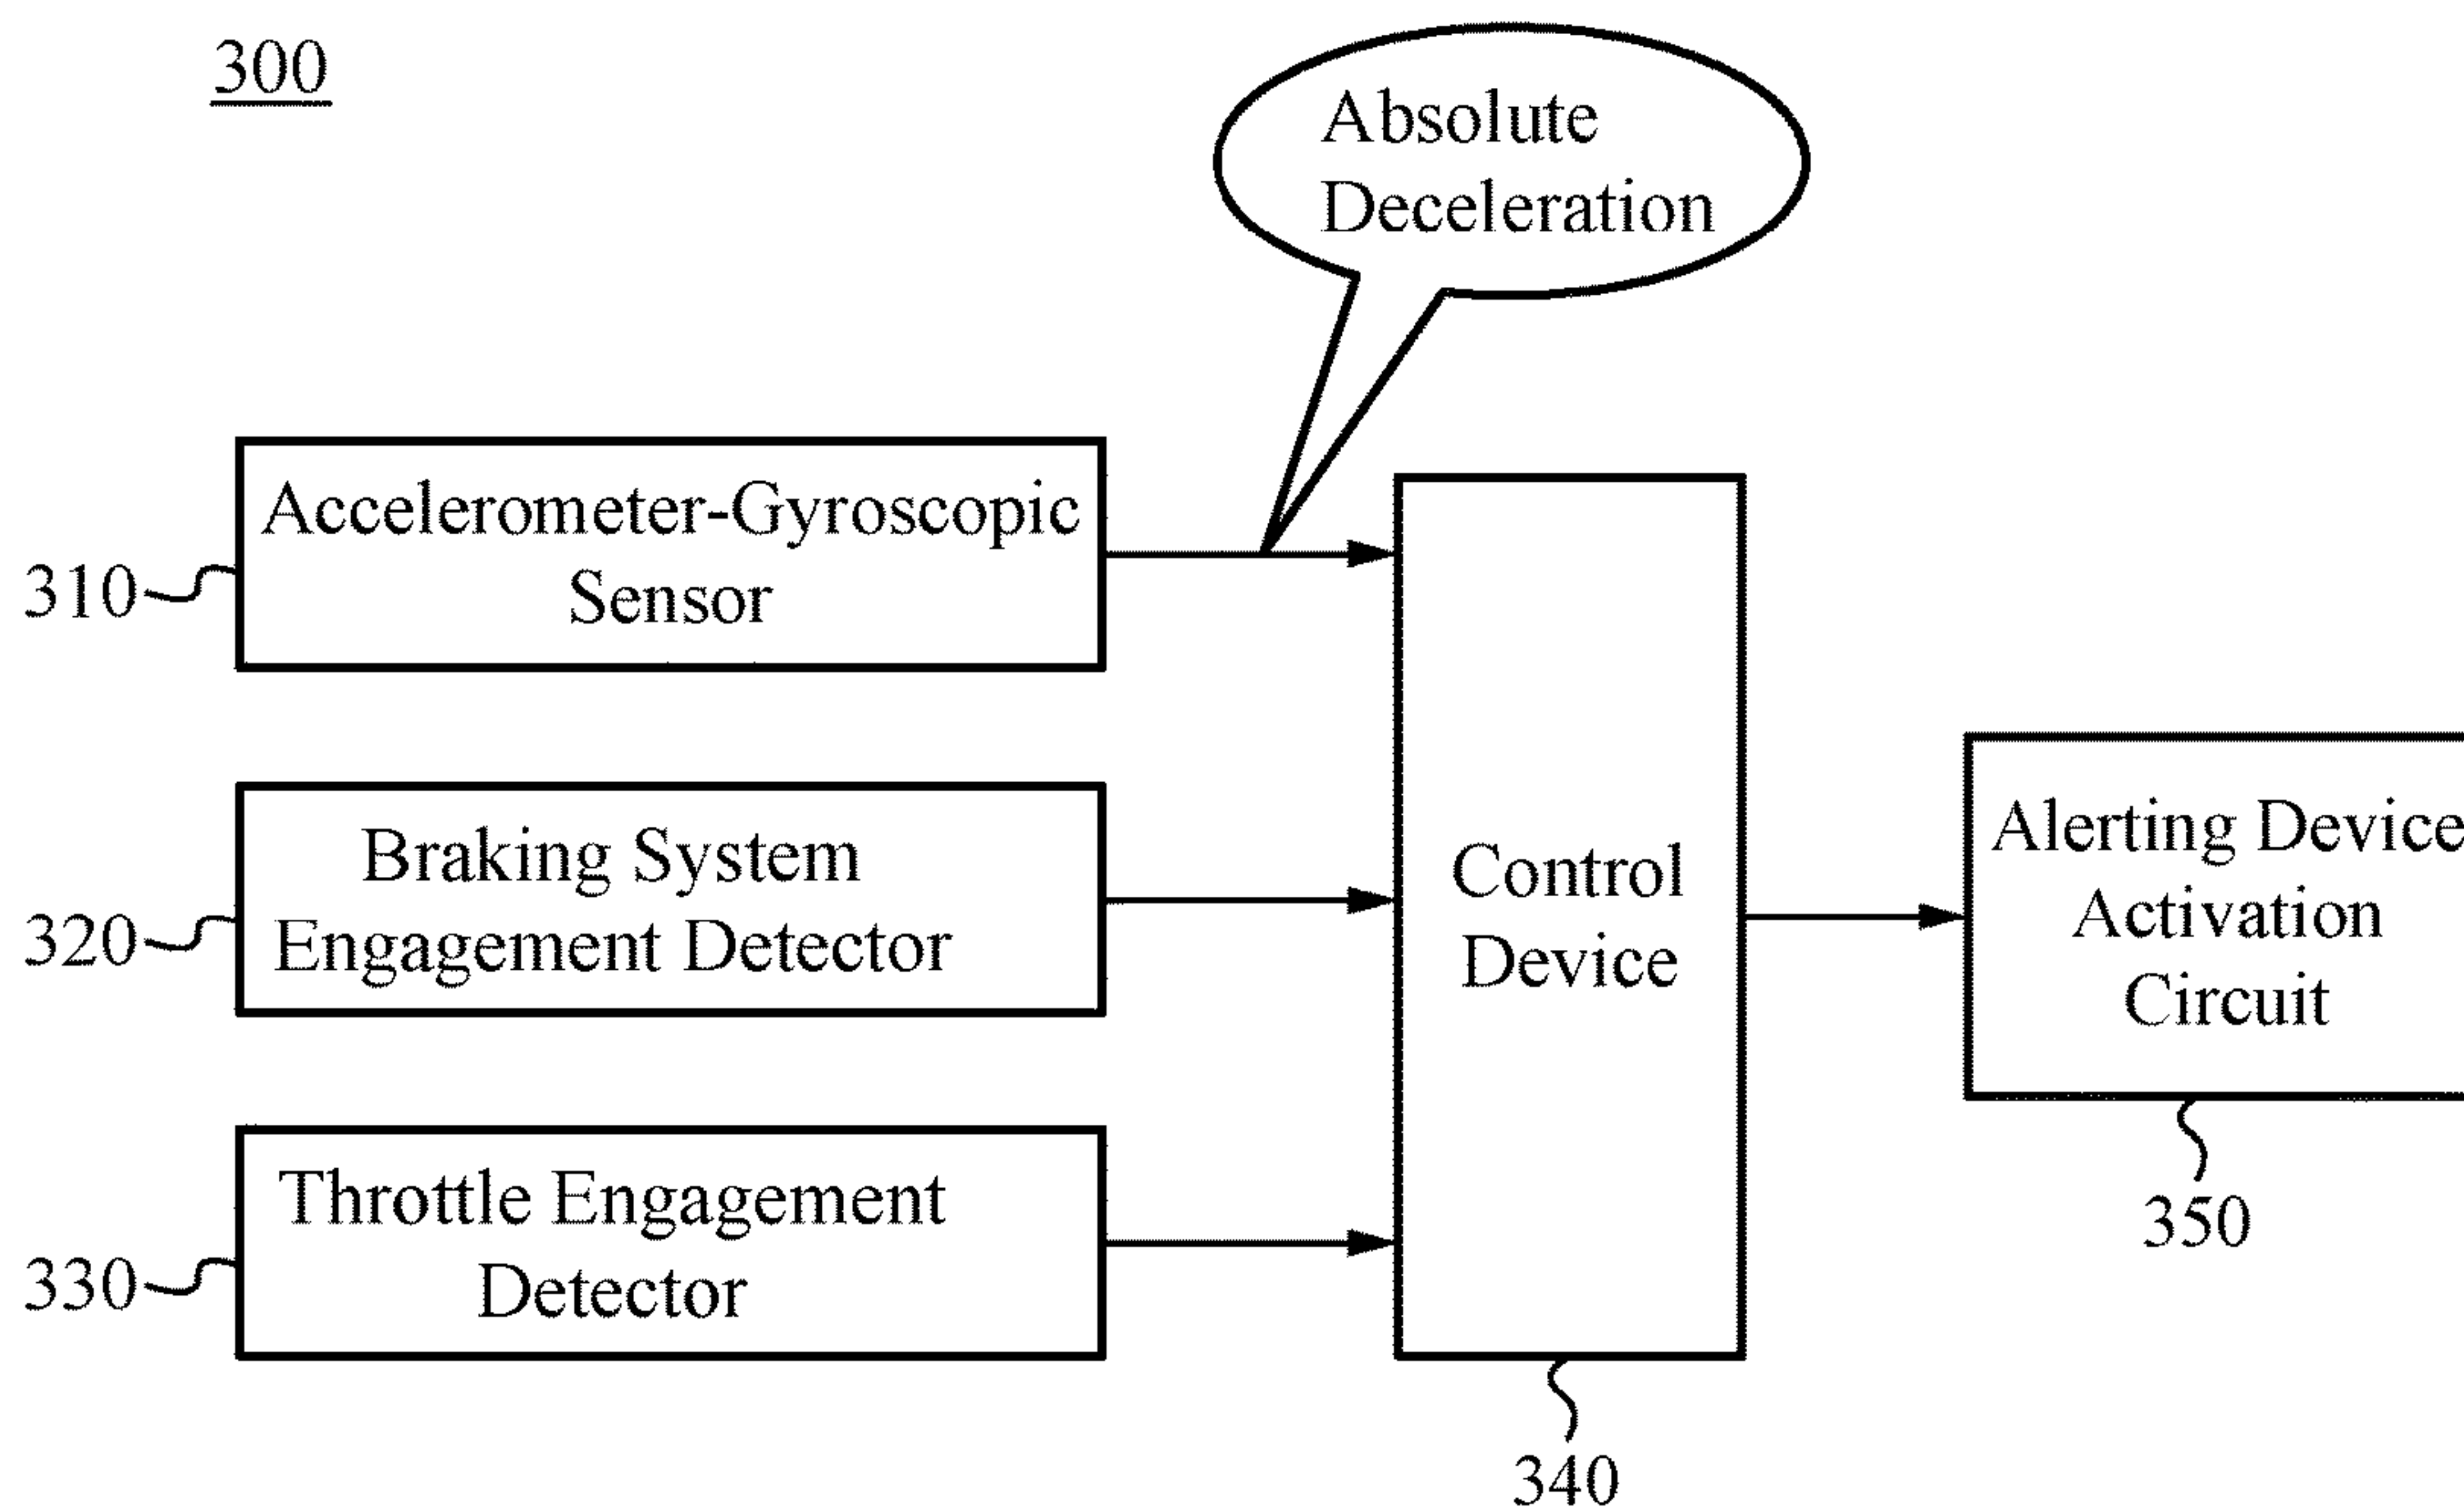 300
Absolute
Deceleration
Accelerometer-Gyroscopic
Sensor
310
Braking System
Engagement Detector
320
Throttle Engagement
Detector
330
Control
Device
340
Alerting Device
Activation
Circuit
350